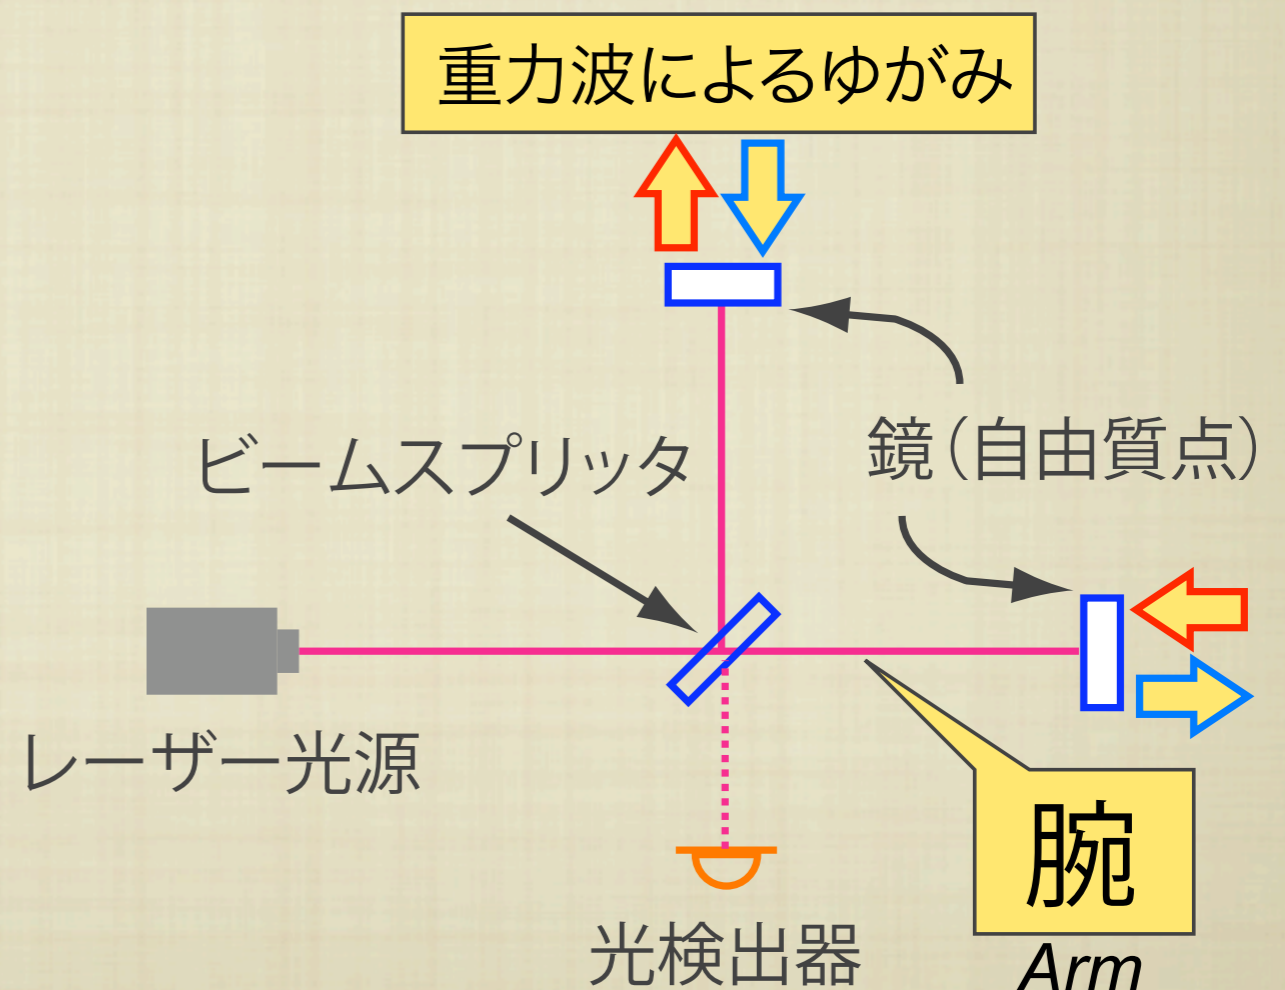 重力波によるゆがみ
ビームスプリッタ
鏡（自由質点）
レーザー光源
腕
Arm
光検出器